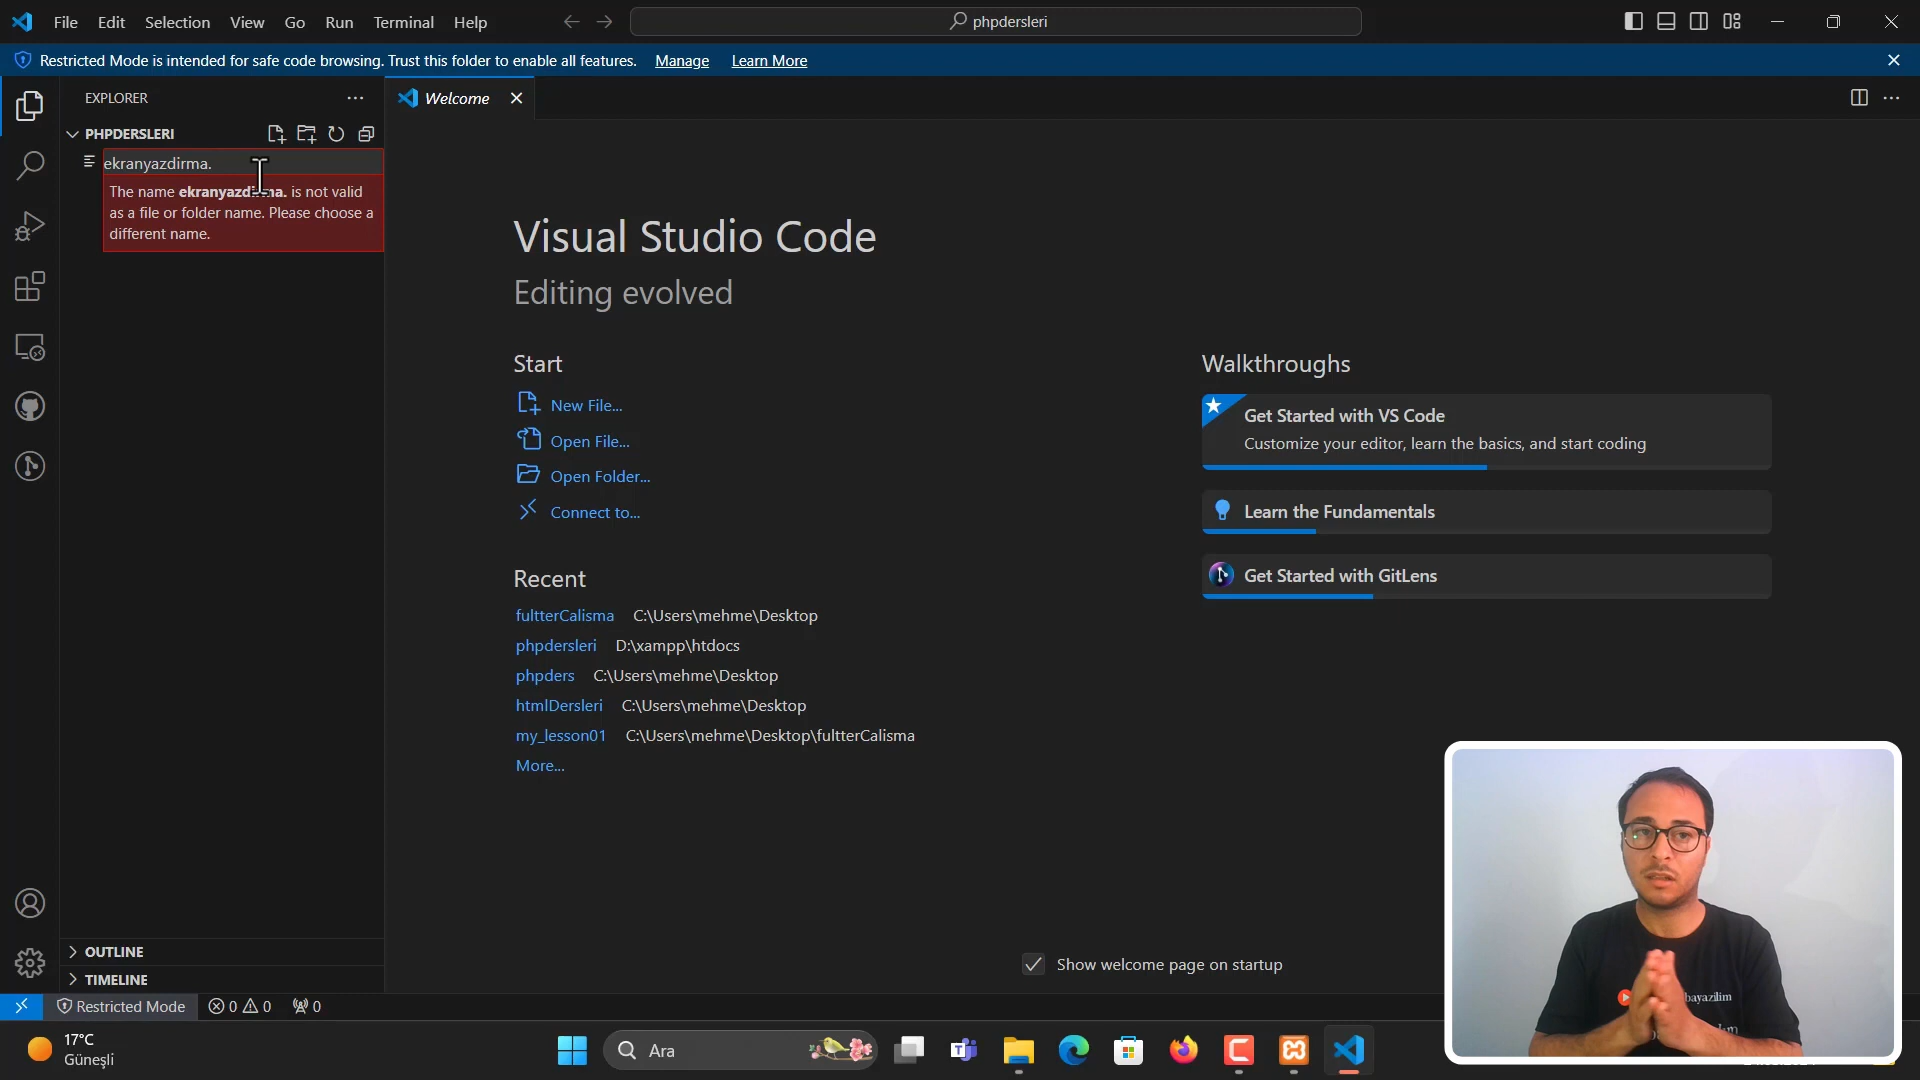 File Edit Selection View Go Run Terminal Help
phpdersleri
Restricted Mode is intended for safe code browsing. Trust this folder to enable all features. Manage Learn More
EXPLORER
Welcome
PHPDERSLERI
ekranyazdirma.
The name ekranyazdirma. is not valid
as a file or folder name. Please choose a
different name.
Visual Studio Code
Editing evolved
Start
New File...
Open File...
Open Folder...
Connect to...
Recent
fultterCalisma C:\Users\mehme\Desktop
phpdersleri D:\xampp\htdocs
phpders C:\Users\mehme\Desktop
htmlDersleri C:\Users\mehme\Desktop
my_lesson01 C:\Users\mehme\Desktop\fultterCalisma
More...
Walkthroughs
Get Started with VS Code
Customize your editor, learn the basics, and start coding
Learn the Fundamentals
Get Started with GitLens
Show welcome page on startup
OUTLINE
TIMELINE
Restricted Mode 0 0 0
17°C
Güneşli
Ara
bayazilim